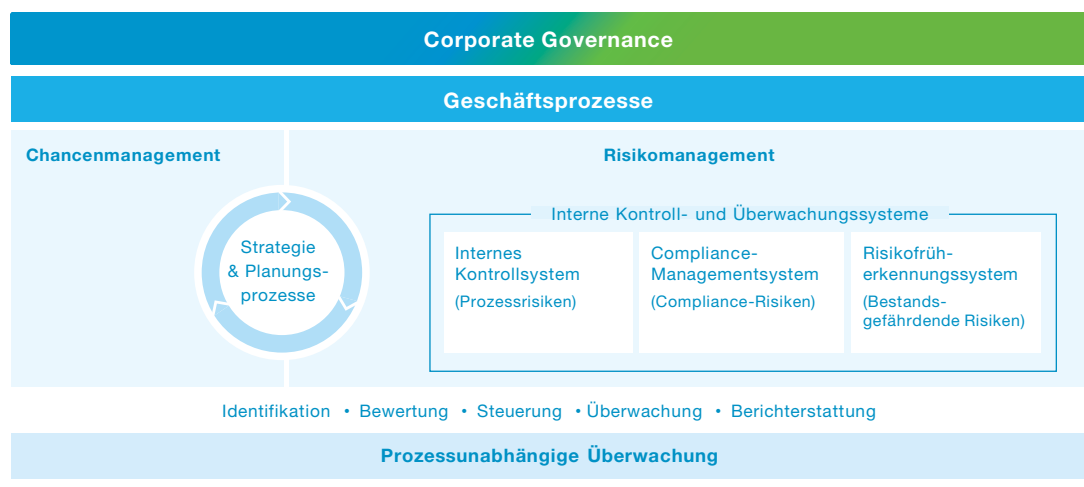 Corporate Governance
Geschäftsprozesse
Chancenmanagement
Risikomanagement
Strategie
& Planungs-
prozesse
Interne Kontroll- und Überwachungssysteme
Internes
Kontrollsystem
(Prozessrisiken)
Compliance-
Managementsystem
(Compliance-Risiken)
Risikofrüh-
erkennungssystem
(Bestands-
gefährdende Risiken)
Identifikation • Bewertung • Steuerung • Überwachung • Berichterstattung
Prozessunabhängige Überwachung